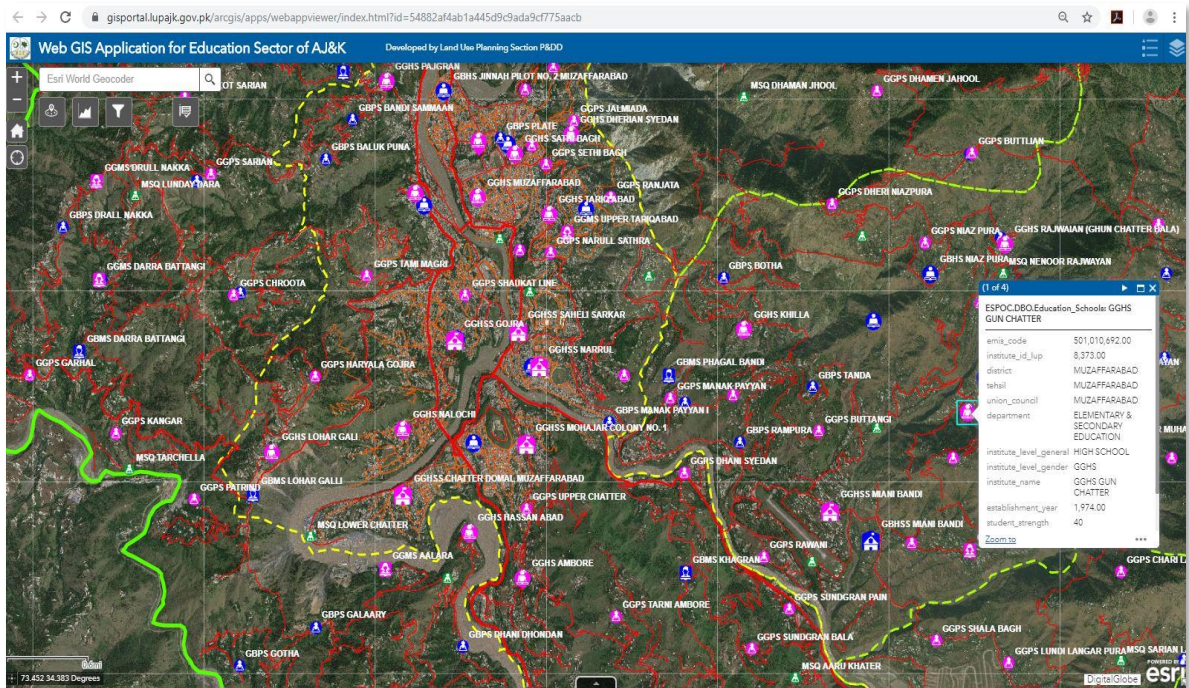 gisportal.lupajk.gov.pk/arcgis/apps/webappviewer/index.html?id=54882af4ab1a445d9c9ada9cf775aacb
Web GIS Application for Education Sector of AJ&K
Developed by Land Use Planning Section P&DD
Esri World Geocoder
OT SARIAN
GGHS PAJGRAN
GBHS JINNAH PILOT NO. 2 MUZAFFARABAD
MSQ DHAMAN JHOOL
GGPS DHAMEN JAHOOL
GBPS BANDI SAMMAAN
GGPS JALMIADA
GGHS DHERIAN SYEDAN
GBPS PLATE
GGHS SATHI BAGH
GGPS SETHI BAGH
GBPS BALUK PUNA
GGPS BUTTLIAN
GGMS DRULL NAKKA
GGPS SARIAN
MSQ LUNDAY DARA
GGHS MUZAFFARABAD
GGPS RANJATA
GGPS DHERI NIAZPURA
GGHS TARIQABAD
GGMS UPPER TARIQABAD
GBPS DRALL NAKKA
GGPS NIAZ PURA
GGHS RAJWAIAN (GHUN CHATTER BALA)
GGPS NARULL SATHRA
GGMS DARRA BATTANGI
GGPS TAMI MAGRI
GBPS BOTHA
GBHS NIAZ PURA
MSQ NENOOR RAJWAYAN
GGPS CHROOTA
GGPS SHAUKAT LINE
GGHSS GOJRA
GGHSS SAHELI SARKAR
GGHS KHILLA
GBMS DARRA BATTANGI
GGHSS NARRUL
GGPS GARHAL
GGPS HARYALA GOJRA
GBMS PHAGAL BANDI
GBPS TANDA
GGPS MANAK PAYYAN
GGHS NALOCHI
GBPS MANAK PAYYAN I
GGPS BUTTANGI
GGPS KANGAR
GGHSS MOHAJAR COLONY NO. 1
GBPS RAMPURA
GGHS LOHAR GALI
MSQ TARCHELLA
GGPS DHANI SYEDAN
GBMS LOHAR GALLI
GGHSS CHATTER DOMAL MUZAFFARABAD
GGPS PATRIND
GGPS UPPER CHATTER
GGHSS MIANI BANDI
MSQ LOWER CHATTER
GGHS HASSAN ABAD
GBHSS MIANI BANDI
GGMS AALARA
GGPS RAWANI
GBMS KHAGRAN
GGHS AMBORE
GGPS SUNDGRAN PAIN
GGPS TARNI AMBORE
GBPS GALAARY
GGPS SUNDGRAN BALA
GGPS SHALA BAGH
GBPS DHANI DHONDAN
GBPS GOTHA
GGPS LUNDI LANGAR PURA
MSQ SARIAN
MSQ AARU KHATER
GGPS CHARI
(1 of 4)
ESPOC.DBO.Education_Schools: GGHS
GUN CHATTER
emis_code 501,010,692.00
institute_id_lup 8,373.00
district MUZAFFARABAD
tehsil MUZAFFARABAD
union_council MUZAFFARABAD
department ELEMENTARY &
SECONDARY
EDUCATION
institute_level_general HIGH SCHOOL
institute_level_gender GGHS
institute_name GGHS GUN
CHATTER
establishment_year 1,974.00
student_strength 40
Zoom to
0.6mi
73.452 34.383 Degrees
DigitalGlobe
POWERED BY
esri